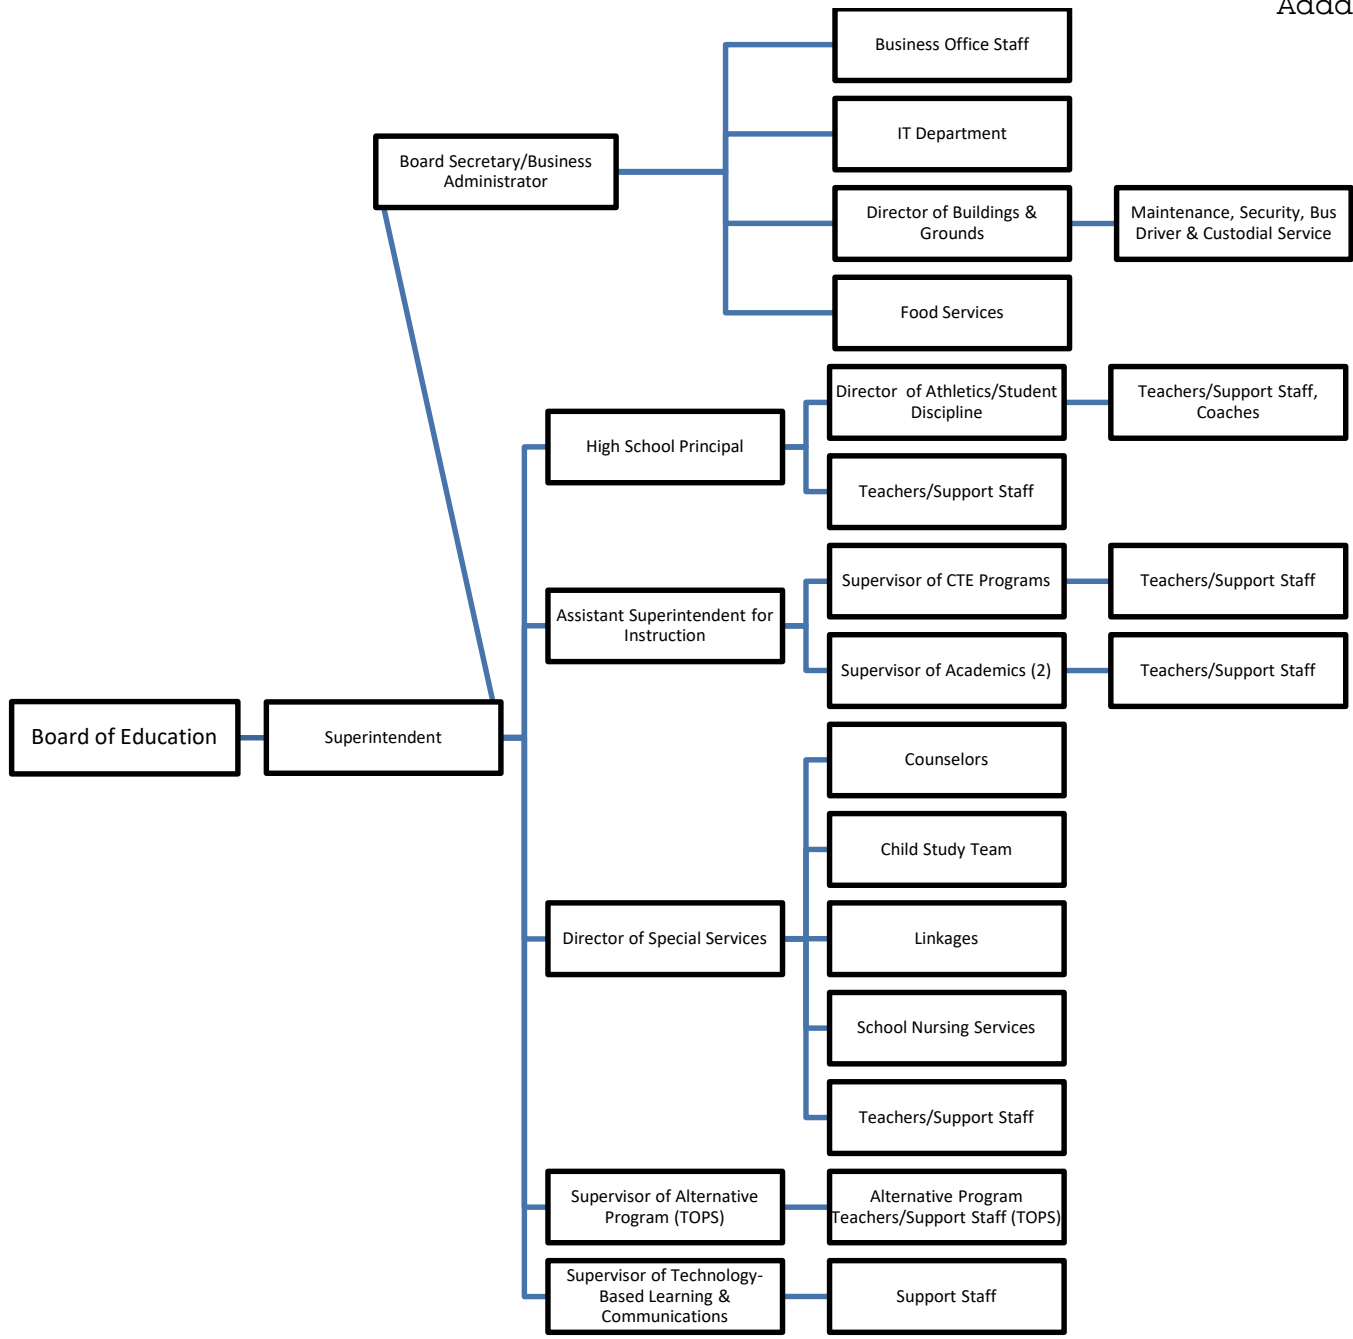 Business Office Staff
IT Department
Board Secretary/Business
Administrator
Director of Buildings &
Grounds
Maintenance, Security, Bus
Driver & Custodial Service
Food Services
Director of Athletics/Student
Discipline
Teachers/Support Staff,
Coaches
High School Principal
Teachers/Support Staff
Supervisor of CTE Programs
Teachers/Support Staff
Assistant Superintendent for
Instruction
Supervisor of Academics (2)
Teachers/Support Staff
Board of Education
Superintendent
Counselors
Child Study Team
Director of Special Services
Linkages
School Nursing Services
Teachers/Support Staff
Supervisor of Alternative
Program (TOPS)
Alternative Program
Teachers/Support Staff (TOPS)
Supervisor of Technology-
Based Learning &
Communications
Support Staff